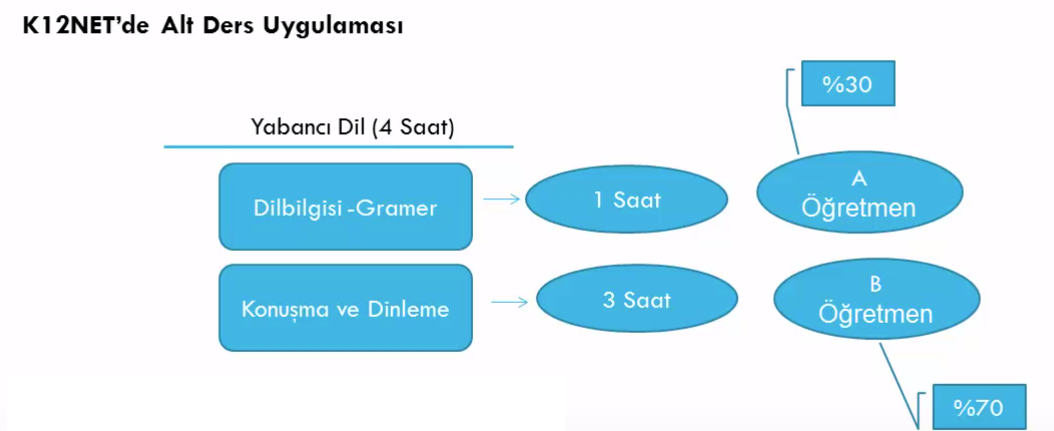 K12NET’de Alt Ders Uygulaması
%30
Yabancı Dil (4 Saat)
Dilbilgisi -Gramer
1 Saat
A
Öğretmen
Konuşma ve Dinleme
3 Saat
B
Öğretmen
%70